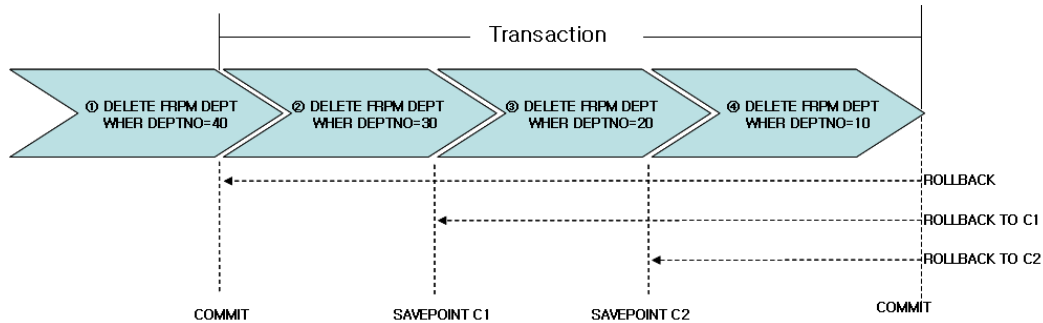 Transaction
① DELETE FRPM DEPT
WHER DEPTNO=40
② DELETE FRPM DEPT
WHER DEPTNO=30
③ DELETE FRPM DEPT
WHER DEPTNO=20
④ DELETE FRPM DEPT
WHER DEPTNO=10
ROLLBACK
ROLLBACK TO C1
ROLLBACK TO C2
COMMIT
SAVEPOINT C1
SAVEPOINT C2
COMMIT